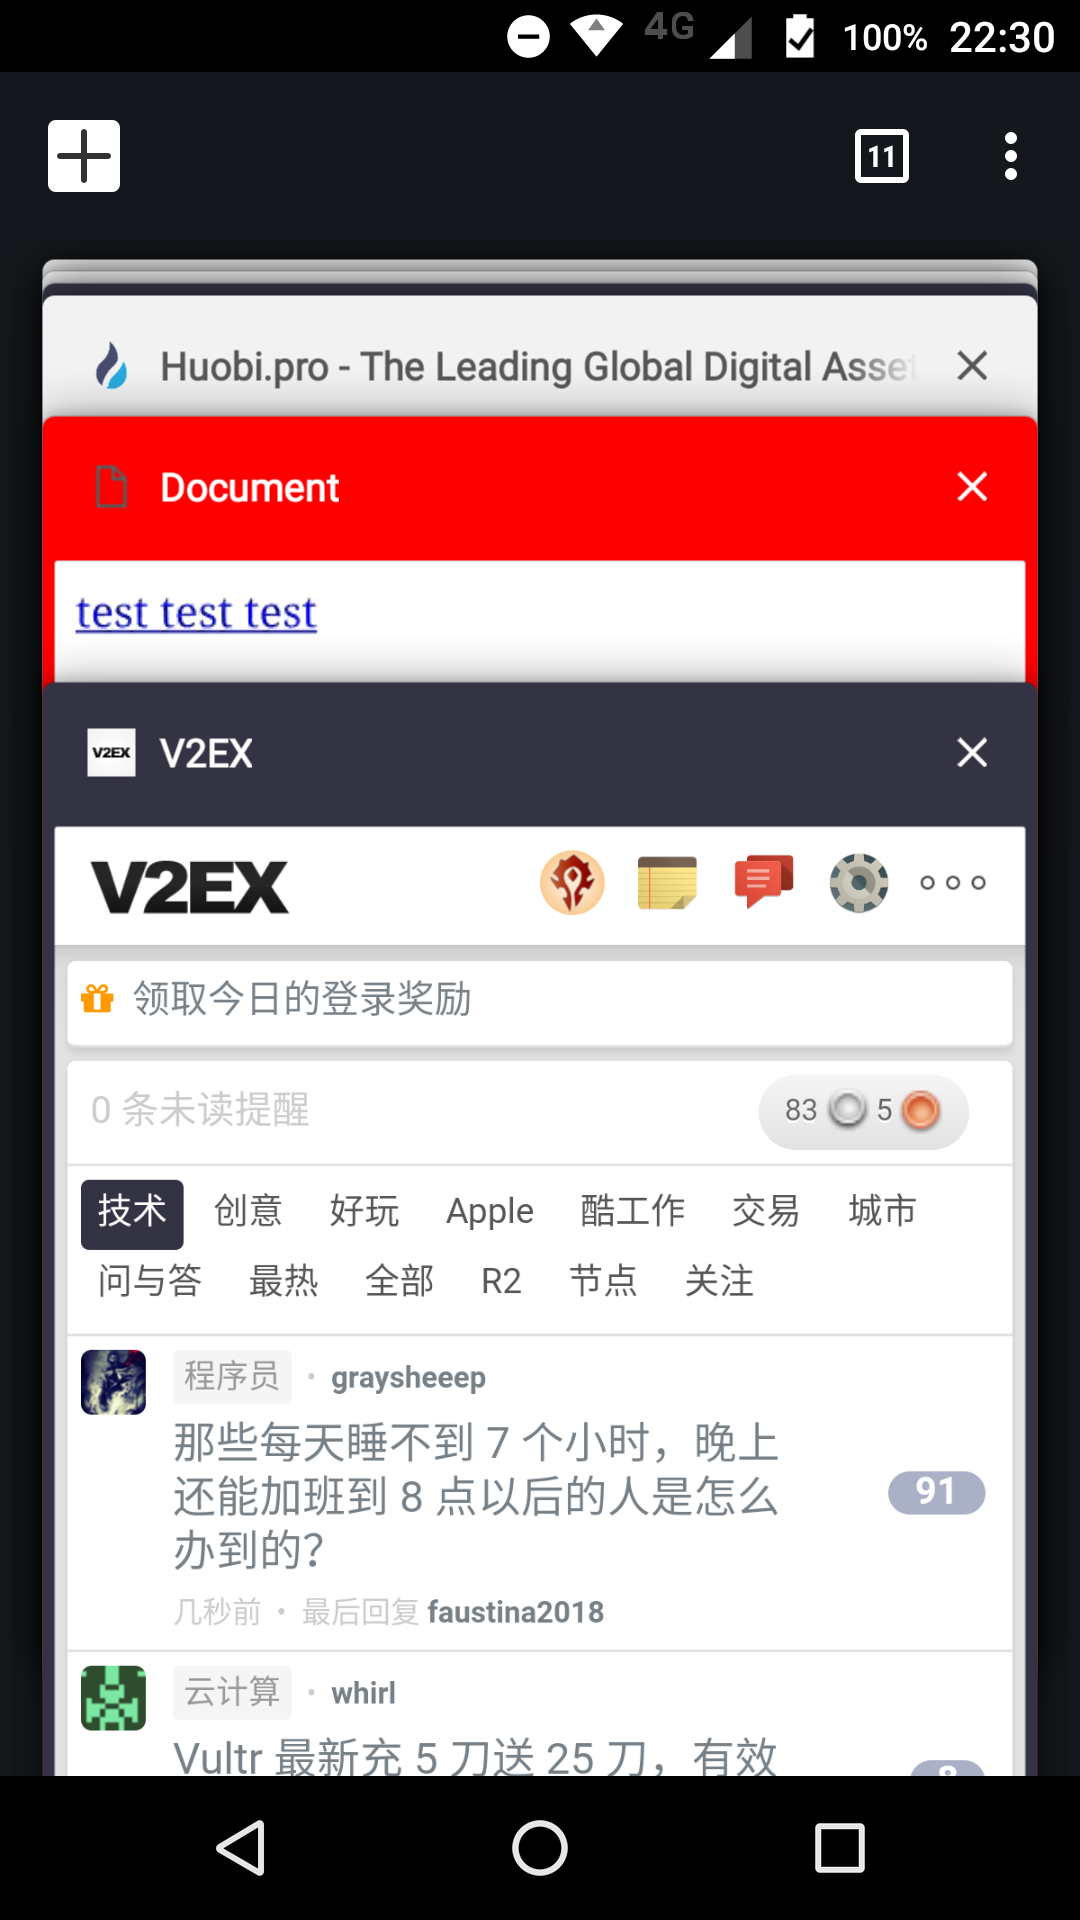 4G 100% 22:30
11
Huobi.pro - The Leading Global Digital Asset
Document
test test test
V2EX V2EX
V2EX
领取今日的登录奖励
0 条未读提醒 83 5
技术 创意 好玩 Apple 酷工作 交易 城市
问与答 最热 全部 R2 节点 关注
程序员 • graysheeep
那些每天睡不到 7 个小时，晚上
还能加班到 8 点以后的人是怎么
办到的？
91
几秒前 • 最后回复 faustina2018
云计算 • whirl
Vultr 最新充 5 刀送 25 刀，有效